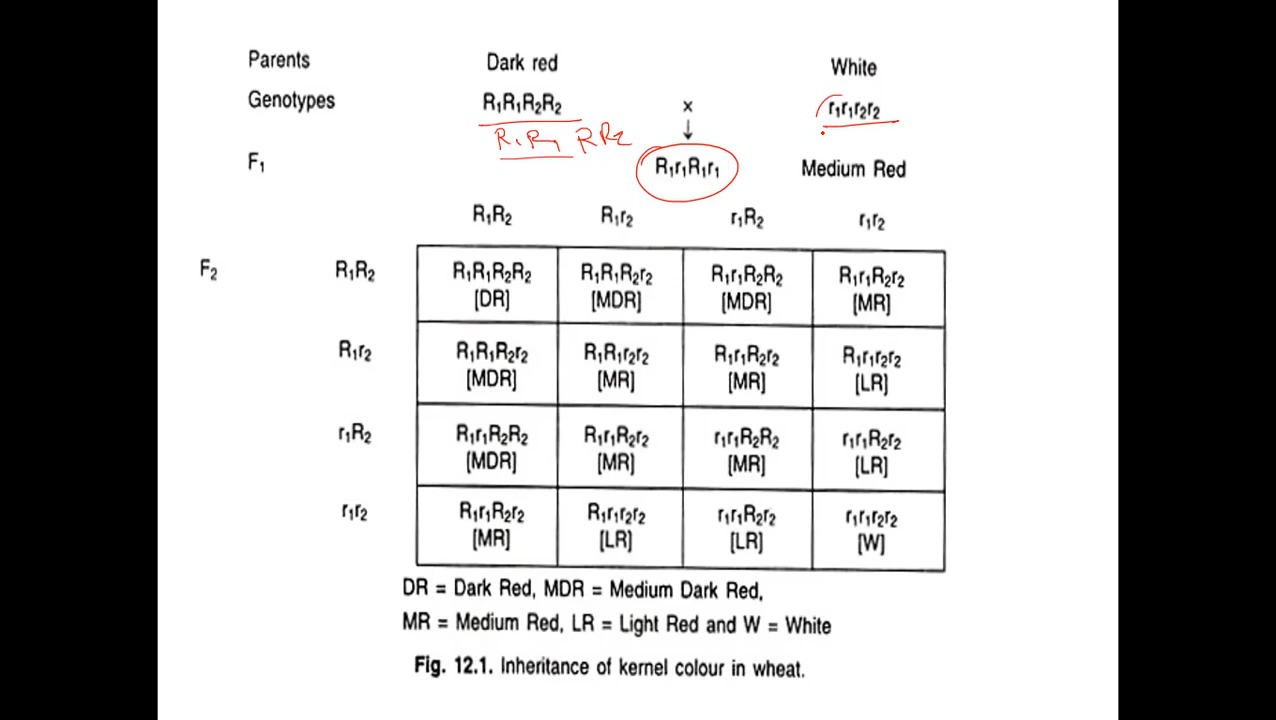 Parents Dark red White
Genotypes R₁R₁R₂R₂ x r₁r₁r₂r₂
R₁R₁ RR₂
F₁ R₁r₁R₁r₁ Medium Red
R₁R₂ R₁r₂ r₁R₂ r₁r₂
F₂ R₁R₂ R₁R₁R₂R₂ R₁R₁R₂r₂ R₁r₁R₂R₂ R₁r₁R₂r₂
[DR] [MDR] [MDR] [MR]
R₁r₂ R₁R₁R₂r₂ R₁R₁r₂r₂ R₁r₁R₂r₂ R₁r₁r₂r₂
[MDR] [MR] [MR] [LR]
r₁R₂ R₁r₁R₂R₂ R₁r₁R₂r₂ r₁r₁R₂R₂ r₁r₁R₂r₂
[MDR] [MR] [MR] [LR]
r₁r₂ R₁r₁R₂r₂ R₁r₁r₂r₂ r₁r₁R₂r₂ r₁r₁r₂r₂
[MR] [LR] [LR] [W]
DR = Dark Red, MDR = Medium Dark Red,
MR = Medium Red, LR = Light Red and W = White
Fig. 12.1. Inheritance of kernel colour in wheat.